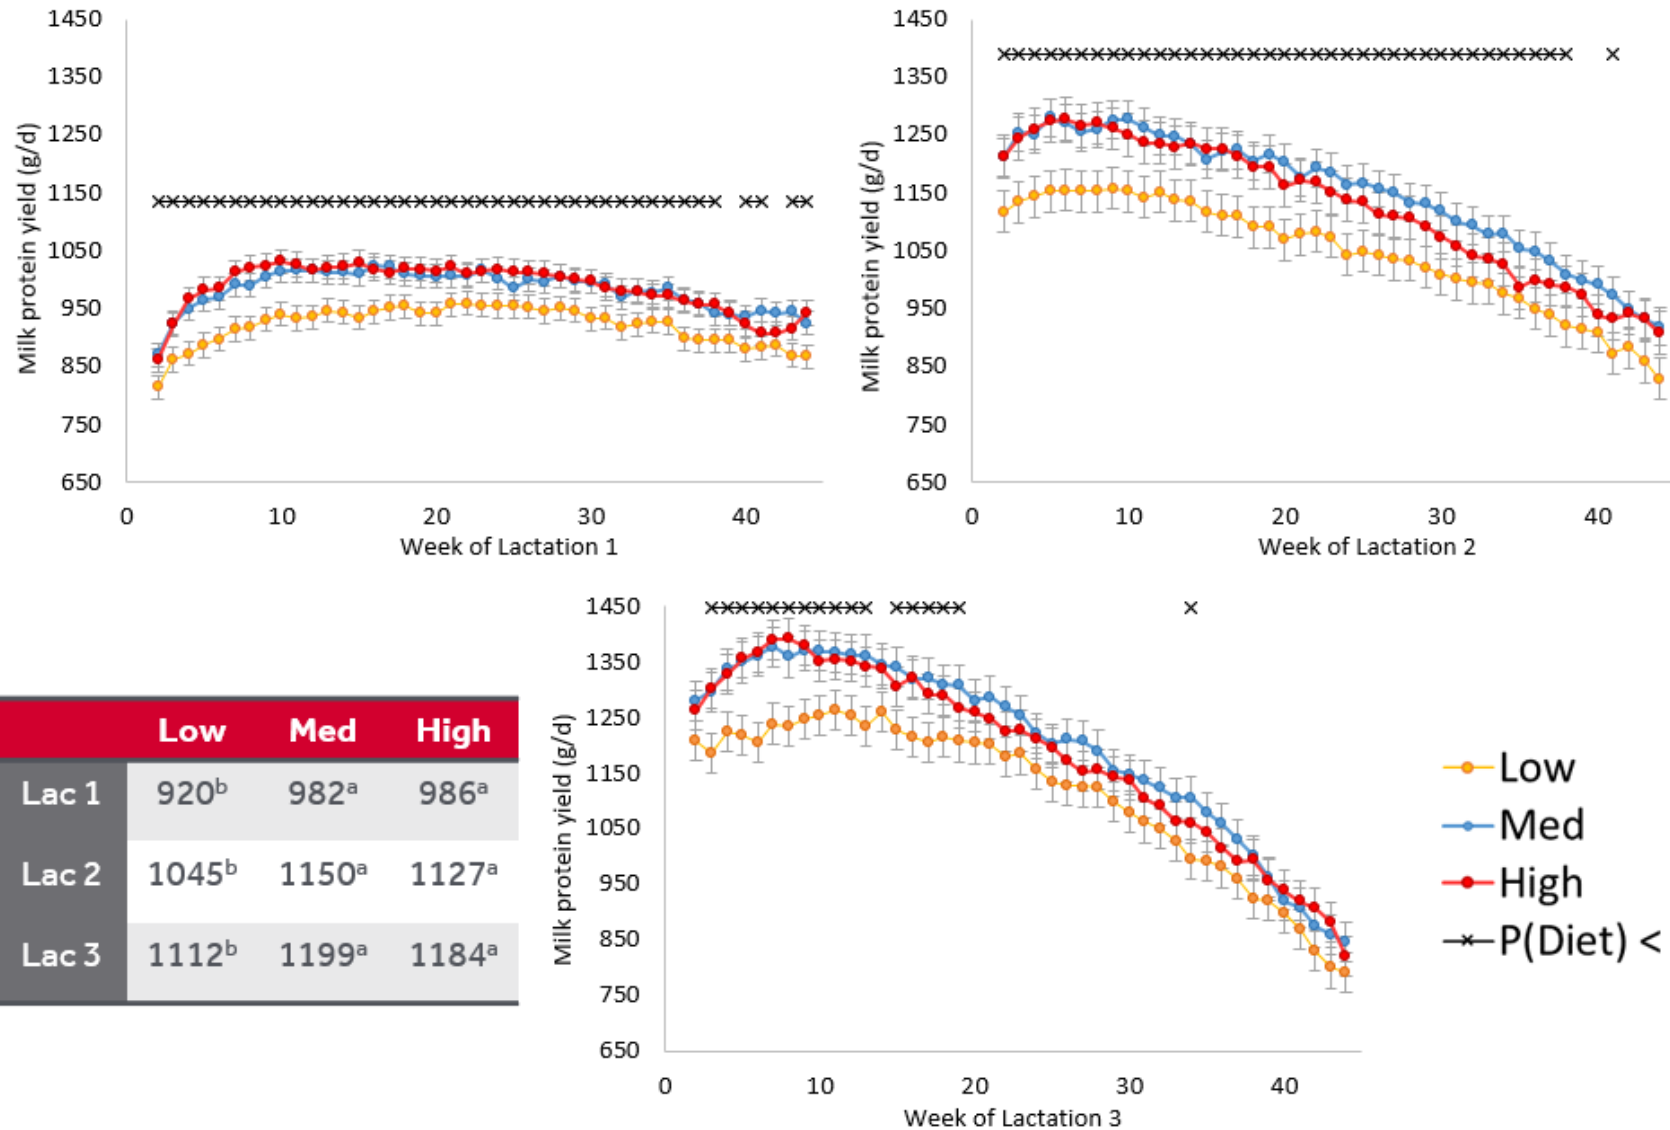 1450
1350
1250
1150
1050
950
850
750
650
Milk protein yield (g/d)
0 10 20 30 40
Week of Lactation 1
1450
1350
1250
1150
1050
950
850
750
650
Milk protein yield (g/d)
0 10 20 30 40
Week of Lactation 2
Low Med High
Lac 1 920ᵇ 982ᵃ 986ᵃ
Lac 2 1045ᵇ 1150ᵃ 1127ᵃ
Lac 3 1112ᵇ 1199ᵃ 1184ᵃ
1450
1350
1250
1150
1050
950
850
750
650
Milk protein yield (g/d)
0 10 20 30 40
Week of Lactation 3
Low
Med
High
P(Diet) <